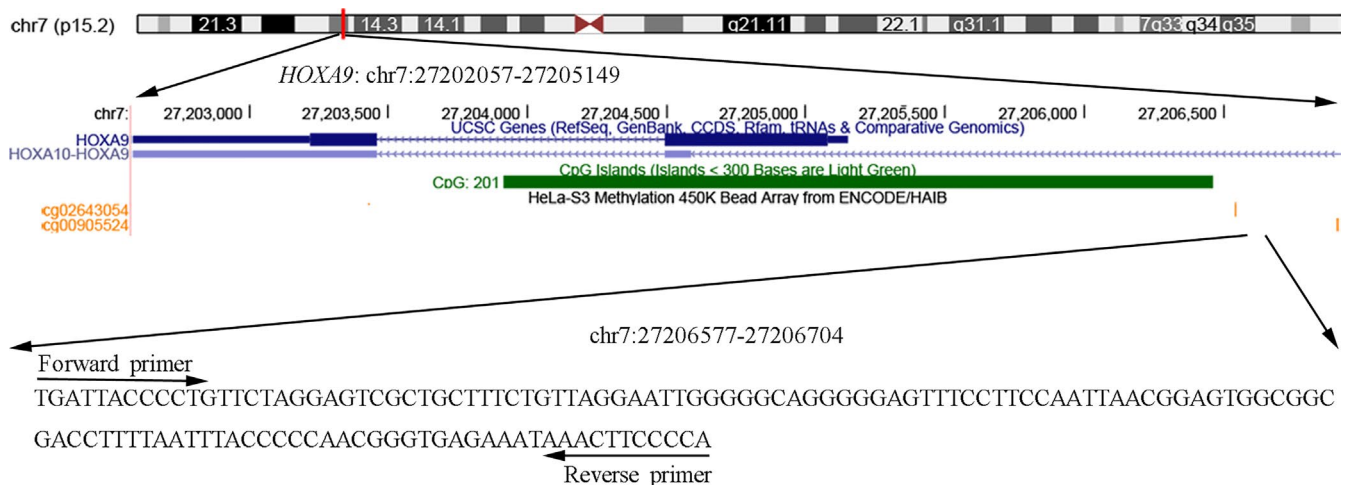 chr7 (p15.2) 21.3 14.3 14.1 q21.11 22.1 q31.1 7q33 q34 q35
HOXA9: chr7:27202057-27205149
chr7: 27,203,000 27,203,500 27,204,000 27,204,500 27,205,000 27,205,500 27,206,000 27,206,500
UCSC Genes (RefSeq, GenBank, CCDS, Rfam, tRNAs & Comparative Genomics)
HOXA9
HOXA10-HOXA9
CpG Islands (Islands < 300 Bases are Light Green)
CpG: 201
HeLa-S3 Methylation 450K Bead Array from ENCODE/HAIB
cg02643054
cg00905524
chr7:27206577-27206704
Forward primer
TGATTACCCCTGTTCTAGGAGTCGCTGCTTTCTGTTAGGAATTGGGGGCAGGGGGAGTTTCCTTCCAATTAACGGAGTGGCGGC
GACCTTTTAATTTACCCCCAACGGGTGAGAAATAAACTTCCCCA
Reverse primer